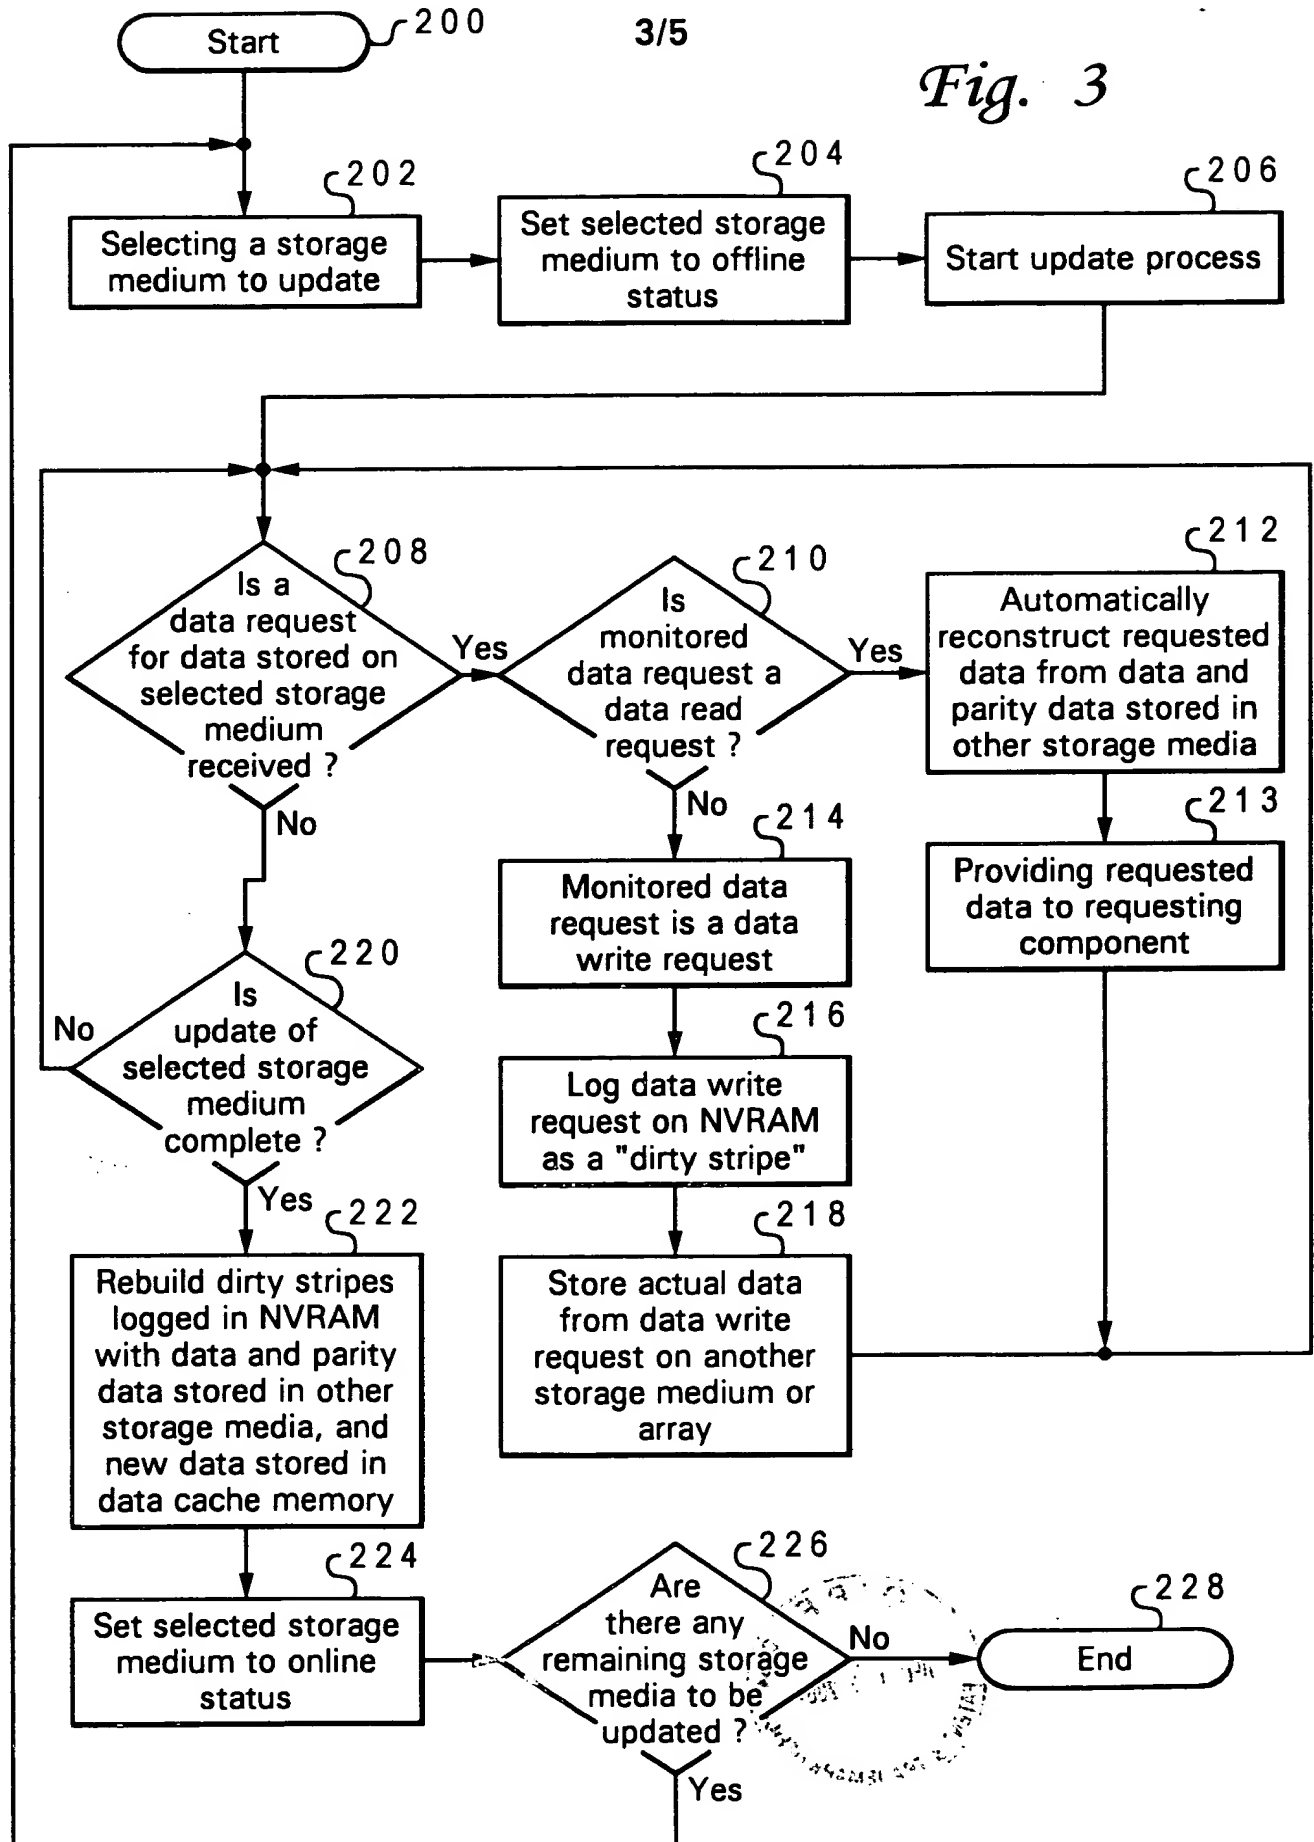 3/5
Fig. 3
Start
200
202
Selecting a storage
medium to update
204
Set selected storage
medium to offline
status
206
Start update process
208
Is a
data request
for data stored on
selected storage
medium
received ?
Yes
No
210
Is
monitored
data request a
data read
request ?
Yes
No
212
Automatically
reconstruct requested
data from data and
parity data stored in
other storage media
213
Providing requested
data to requesting
component
214
Monitored data
request is a data
write request
216
Log data write
request on NVRAM
as a "dirty stripe"
218
Store actual data
from data write
request on another
storage medium or
array
220
Is
update of
selected storage
medium
complete ?
No
Yes
222
Rebuild dirty stripes
logged in NVRAM
with data and parity
data stored in other
storage media, and
new data stored in
data cache memory
224
Set selected storage
medium to online
status
226
Are
there any
remaining storage
media to be
updated ?
No
Yes
228
End